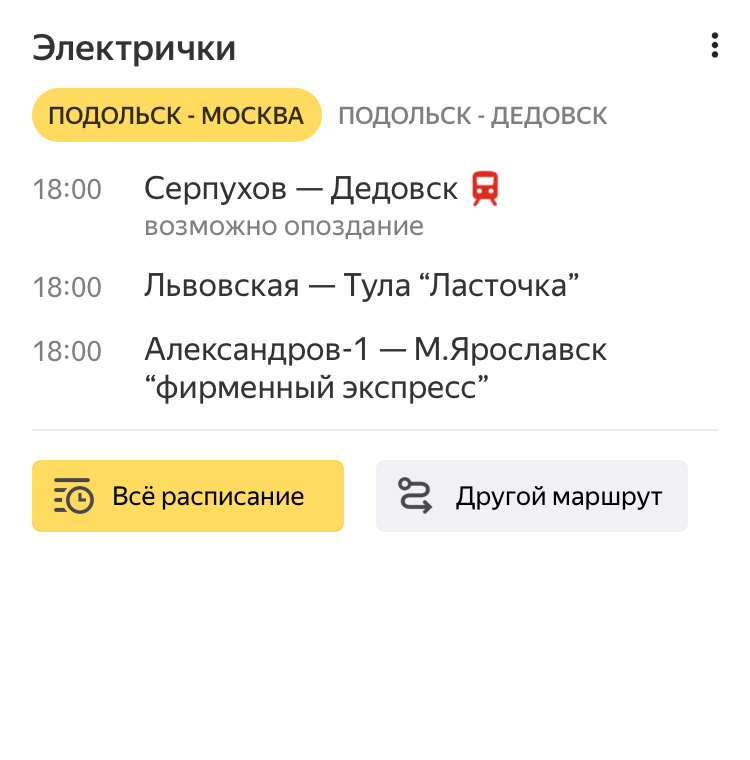 Электрички
ПОДОЛЬСК - МОСКВА ПОДОЛЬСК - ДЕДОВСК
18:00 Серпухов — Дедовск
возможно опоздание
18:00 Львовская — Тула “Ласточка”
18:00 Александров-1 — М.Ярославск
“фирменный экспресс”
Всё расписание Другой маршрут